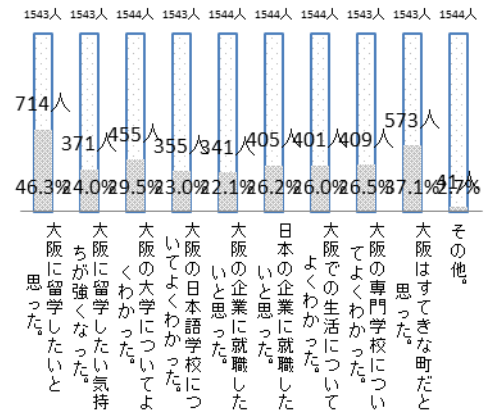 1543人 1543人 1544人 1543人 1543人 1544人 1544人 1543人 1543人 1544人
714人
371人
455人
355人
341人
405人
401人
409人
573人
41人
46.3%
24.0%
29.5%
23.0%
22.1%
26.2%
26.0%
26.5%
37.1%
2.7%
大阪に留学したいと
思った。
大阪に留学したい気持
ちが強くなった。
大阪の大学についてよ
くわかった。
大阪の日本語学校につ
いてよくわかった。
大阪の企業に就職した
いと思った。
日本の企業に就職した
いと思った。
大阪での生活について
よくわかった。
大阪の専門学校につい
てよくわかった。
大阪はすてきな町だと
思った。
その他。